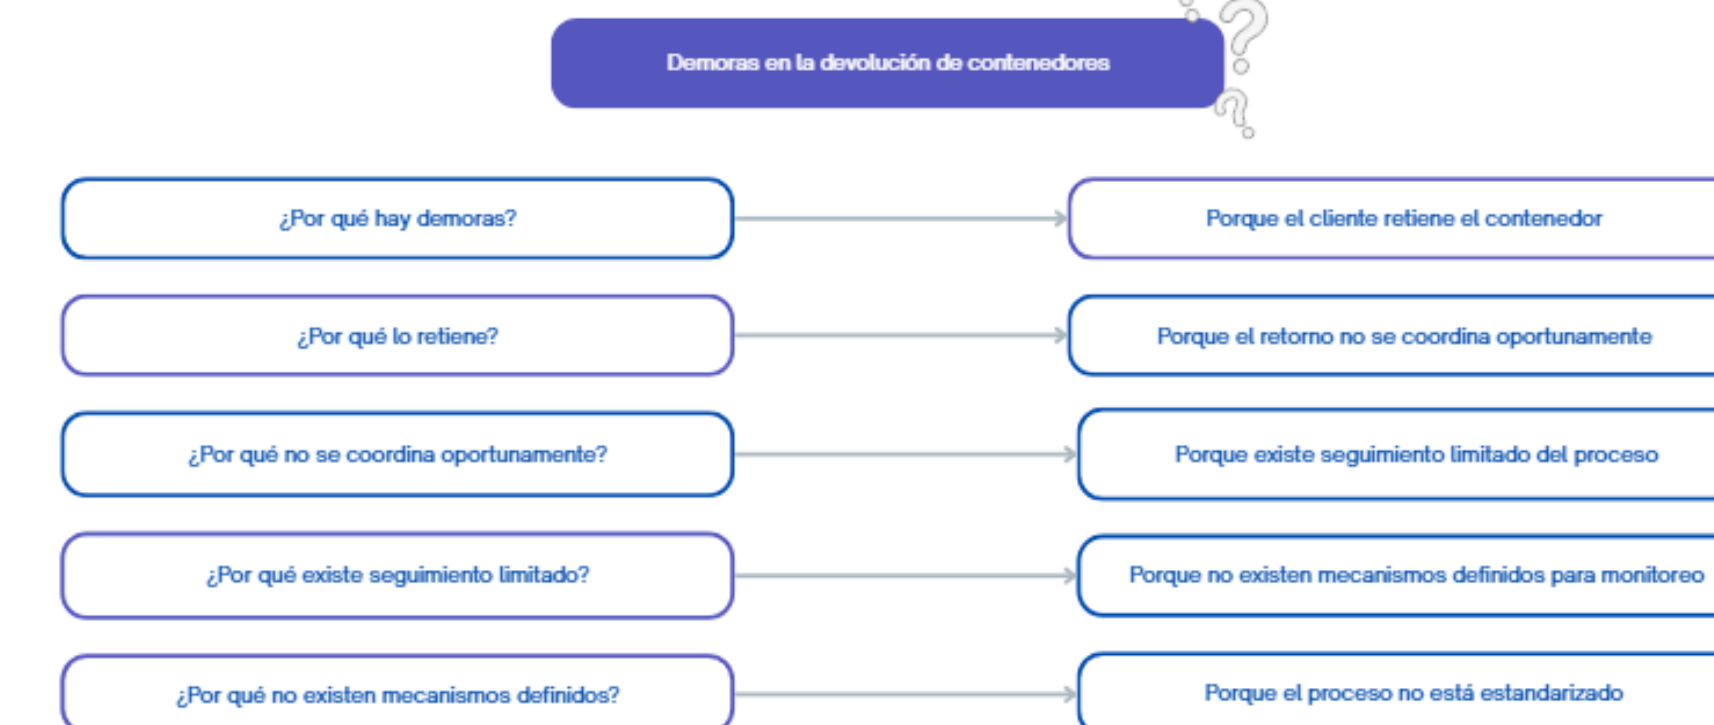 Demoras en la devolución de contenedores
¿Por qué hay demoras?
Porque el cliente retiene el contenedor
¿Por qué lo retiene?
Porque el retorno no se coordina oportunamente
¿Por qué no se coordina oportunamente?
Porque existe seguimiento limitado del proceso
¿Por qué existe seguimiento limitado?
Porque no existen mecanismos definidos para monitoreo
¿Por qué no existen mecanismos definidos?
Porque el proceso no está estandarizado